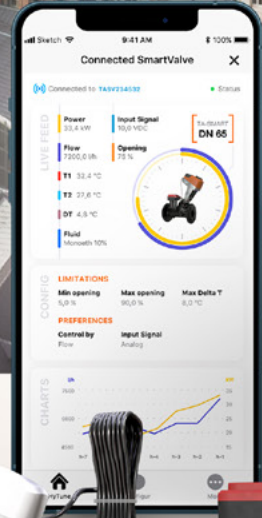 Sketch
9:41 AM
100%
Connected SmartValve
Connected to TASV234532
Status
LIVE FEED
Power
33,4 kW
Input Signal
10,0 VDC
TA-SMART
DN 65
Flow
7200,0 l/h
Opening
75 %
T1 32,4 °C
T2 27,6 °C
DT 4,8 °C
Fluid
Monoeth 10%
CONFIG
LIMITATIONS
Min opening
Max opening
Max Delta T
5,0 %
90,0 %
8,0 °C
PREFERENCES
Control by
Input Signal
Flow
Analog
CHARTS